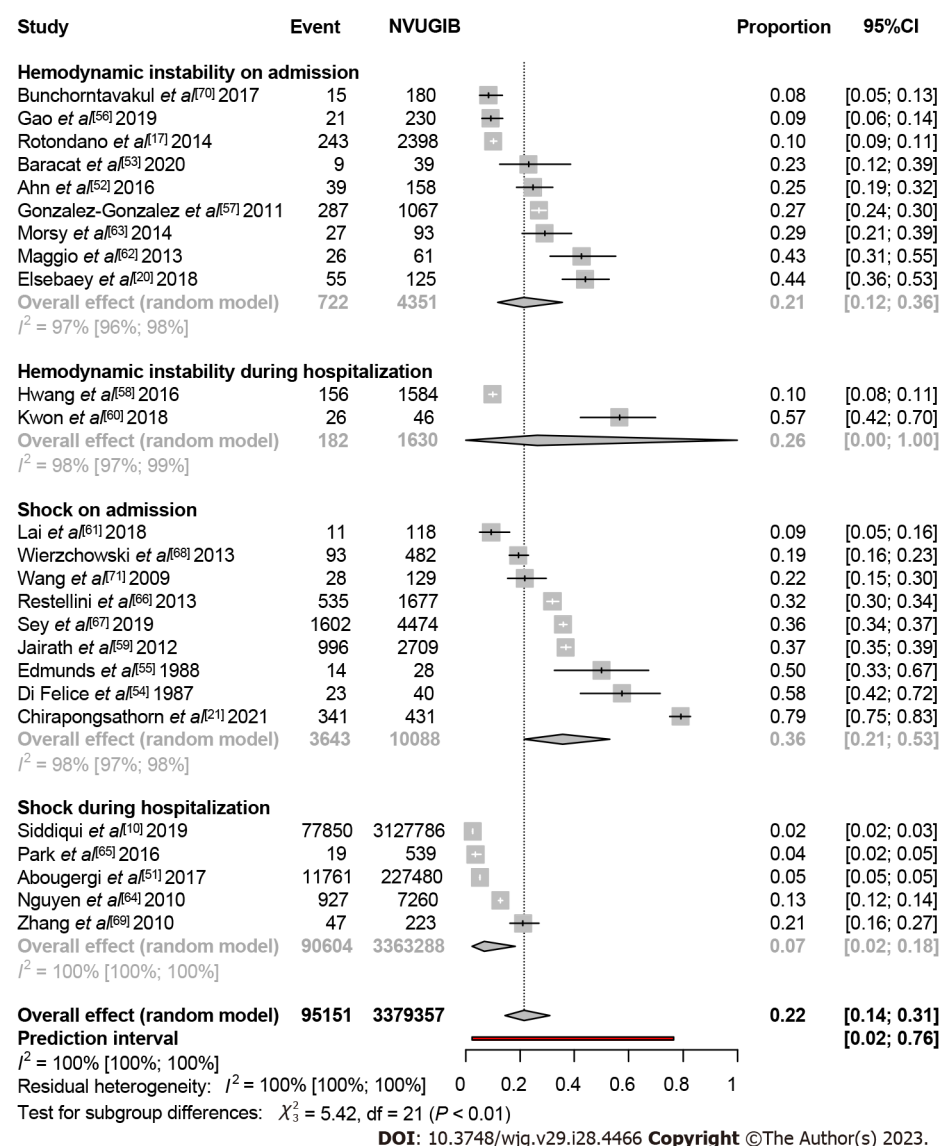 Study Event NVUGIB Proportion 95%CI
Hemodynamic instability on admission
Bunchorntavakul et al[70] 2017 15 180 0.08 [0.05; 0.13]
Gao et al[56] 2019 21 230 0.09 [0.06; 0.14]
Rotondano et al[17] 2014 243 2398 0.10 [0.09; 0.11]
Baracat et al[53] 2020 9 39 0.23 [0.12; 0.39]
Ahn et al[52] 2016 39 158 0.25 [0.19; 0.32]
Gonzalez-Gonzalez et al[57] 2011 287 1067 0.27 [0.24; 0.30]
Morsy et al[63] 2014 27 93 0.29 [0.21; 0.39]
Maggio et al[62] 2013 26 61 0.43 [0.31; 0.55]
Elsebaey et al[20] 2018 55 125 0.44 [0.36; 0.53]
Overall effect (random model) 722 4351 0.21 [0.12; 0.36]
I² = 97% [96%; 98%]
Hemodynamic instability during hospitalization
Hwang et al[58] 2016 156 1584 0.10 [0.08; 0.11]
Kwon et al[60] 2018 26 46 0.57 [0.42; 0.70]
Overall effect (random model) 182 1630 0.26 [0.00; 1.00]
I² = 98% [97%; 99%]
Shock on admission
Lai et al[61] 2018 11 118 0.09 [0.05; 0.16]
Wierzchowski et al[68] 2013 93 482 0.19 [0.16; 0.23]
Wang et al[71] 2009 28 129 0.22 [0.15; 0.30]
Restellini et al[66] 2013 535 1677 0.32 [0.30; 0.34]
Sey et al[67] 2019 1602 4474 0.36 [0.34; 0.37]
Jairath et al[59] 2012 996 2709 0.37 [0.35; 0.39]
Edmunds et al[55] 1988 14 28 0.50 [0.33; 0.67]
Di Felice et al[54] 1987 23 40 0.58 [0.42; 0.72]
Chirapongsathorn et al[21] 2021 341 431 0.79 [0.75; 0.83]
Overall effect (random model) 3643 10088 0.36 [0.21; 0.53]
I² = 98% [97%; 98%]
Shock during hospitalization
Siddiqui et al[10] 2019 77850 3127786 0.02 [0.02; 0.03]
Park et al[65] 2016 19 539 0.04 [0.02; 0.05]
Abougergi et al[51] 2017 11761 227480 0.05 [0.05; 0.05]
Nguyen et al[64] 2010 927 7260 0.13 [0.12; 0.14]
Zhang et al[69] 2010 47 223 0.21 [0.16; 0.27]
Overall effect (random model) 90604 3363288 0.07 [0.02; 0.18]
I² = 100% [100%; 100%]
Overall effect (random model) 95151 3379357 0.22 [0.14; 0.31]
Prediction interval [0.02; 0.76]
I² = 100% [100%; 100%]
Residual heterogeneity: I² = 100% [100%; 100%] 0 0.2 0.4 0.6 0.8 1
Test for subgroup differences: χ²₃ = 5.42, df = 21 (P < 0.01)
DOI: 10.3748/wjg.v29.i28.4466 Copyright ©The Author(s) 2023.